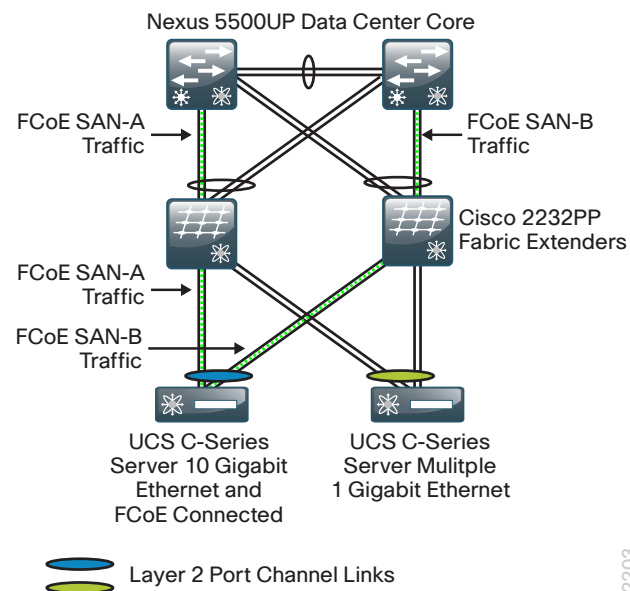 Nexus 5500UP Data Center Core
FCoE SAN-A
Traffic
FCoE SAN-B
Traffic
Cisco 2232PP
Fabric Extenders
FCoE SAN-A
Traffic
FCoE SAN-B
Traffic
UCS C-Series
Server 10 Gigabit
Ethernet and
FCoE Connected
UCS C-Series
Server Mulitple
1 Gigabit Ethernet
Layer 2 Port Channel Links